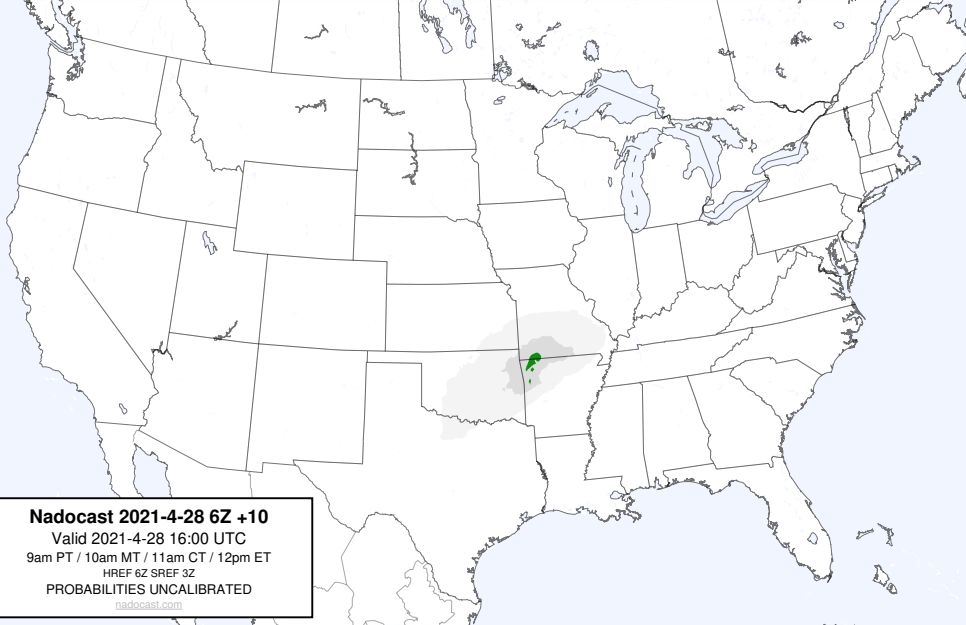 Nadocast 2021-4-28 6Z +10
Valid 2021-4-28 16:00 UTC
9am PT / 10am MT / 11am CT / 12pm ET
HREF 6Z SREF 3Z
PROBABILITIES UNCALIBRATED
nadocast.com